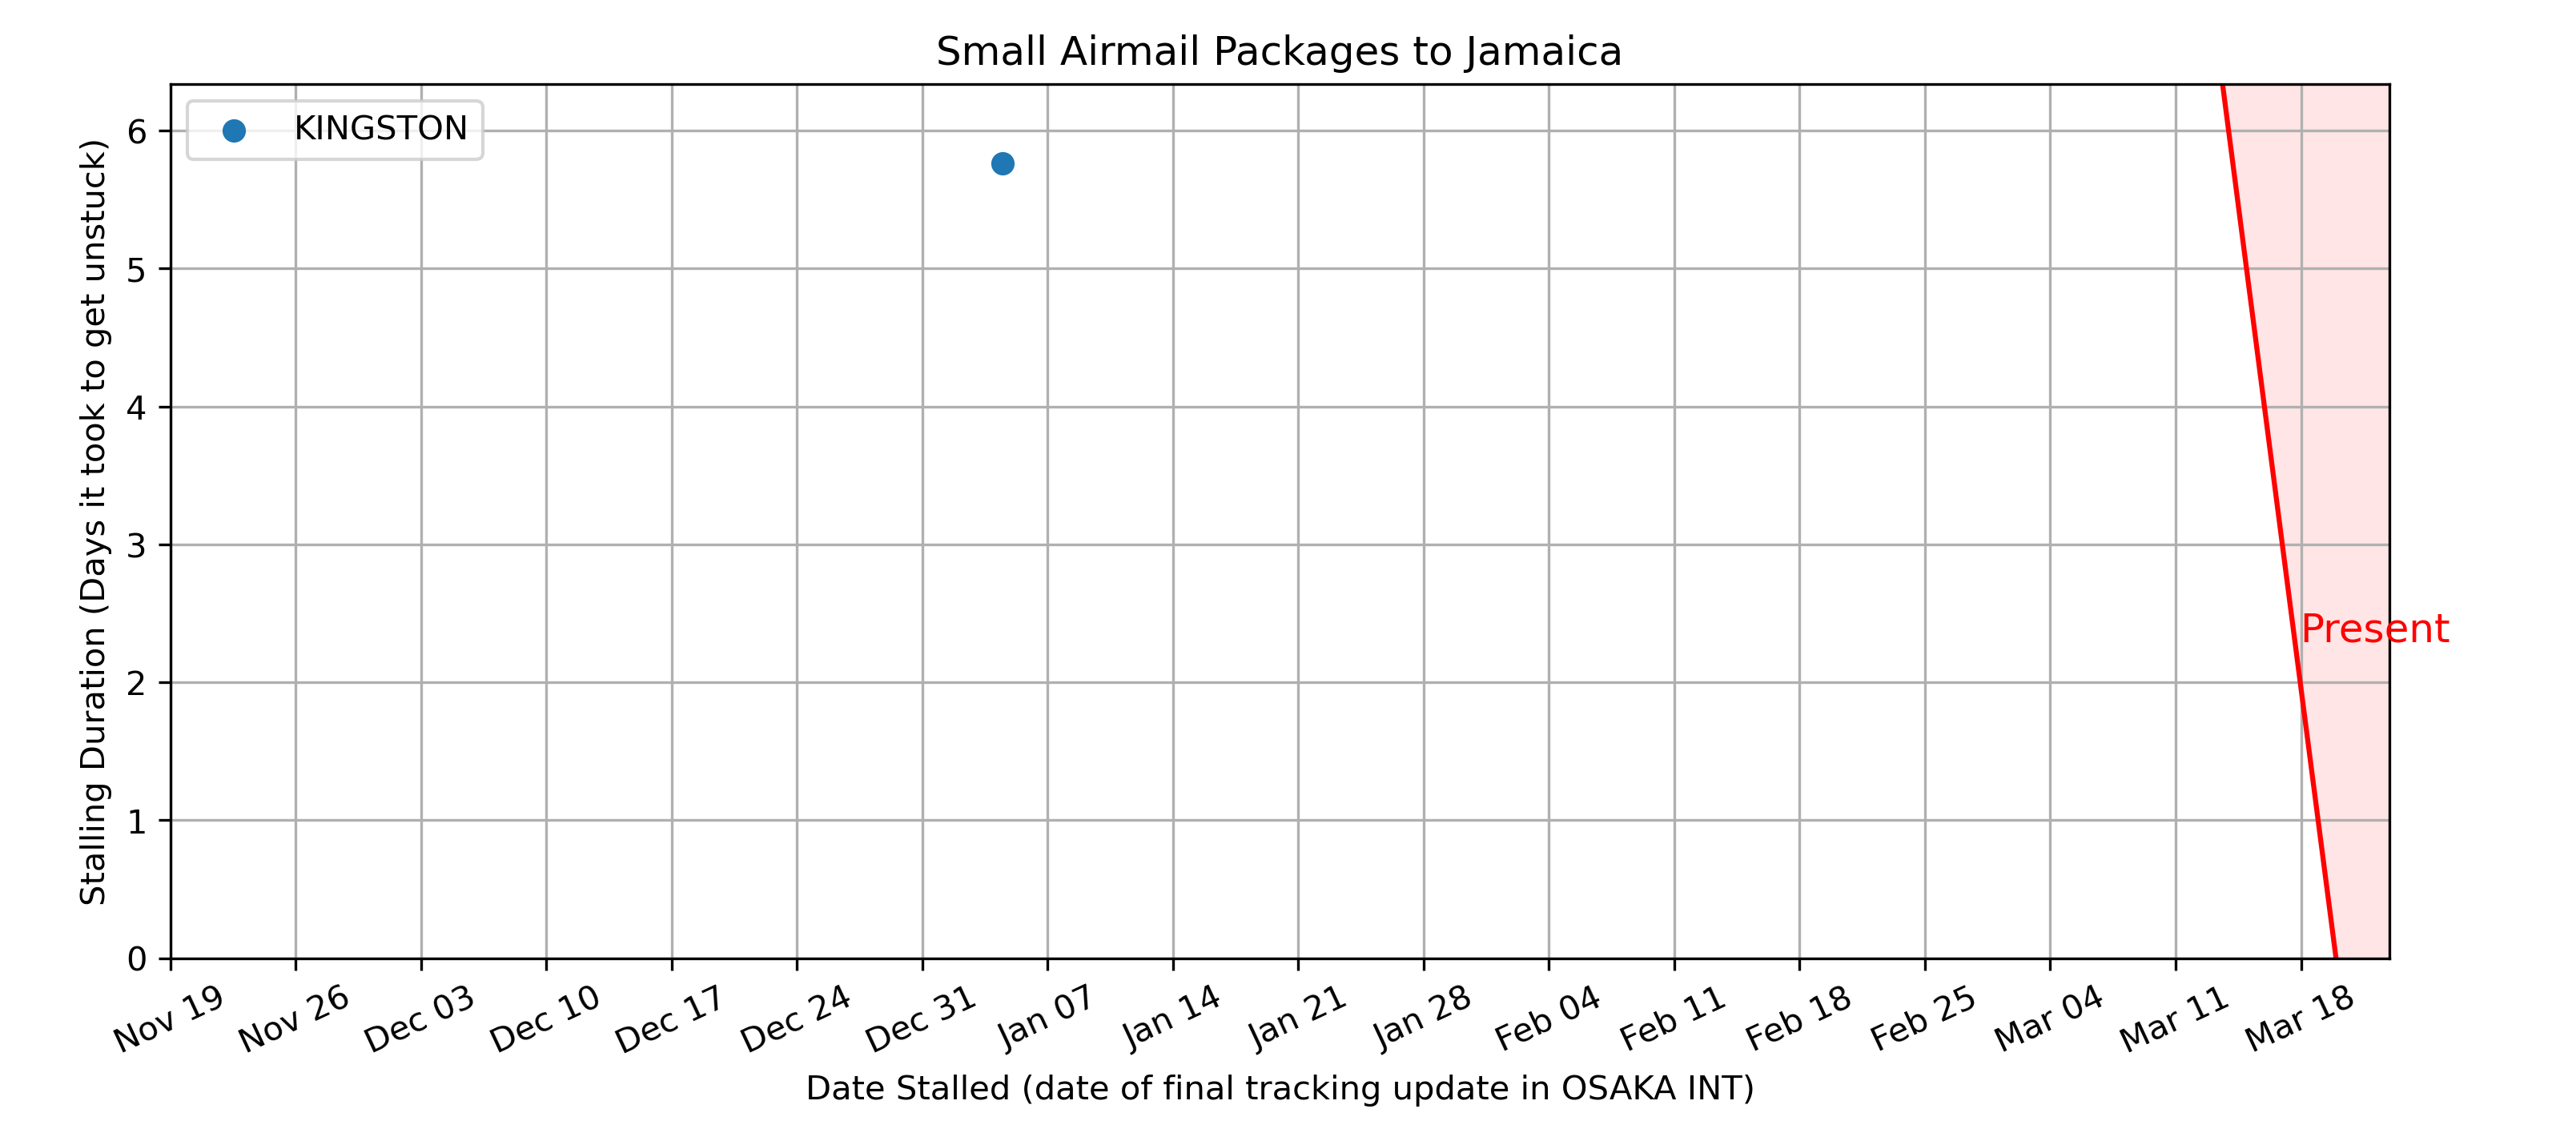 Small Airmail Packages to Jamaica
KINGSTON
Stalling Duration (Days it took to get unstuck)
6
5
4
3
2
1
0
Present
Nov 19 Nov 26 Dec 03 Dec 10 Dec 17 Dec 24 Dec 31 Jan 07 Jan 14 Jan 21 Jan 28 Feb 04 Feb 11 Feb 18 Feb 25 Mar 04 Mar 11 Mar 18
Date Stalled (date of final tracking update in OSAKA INT)